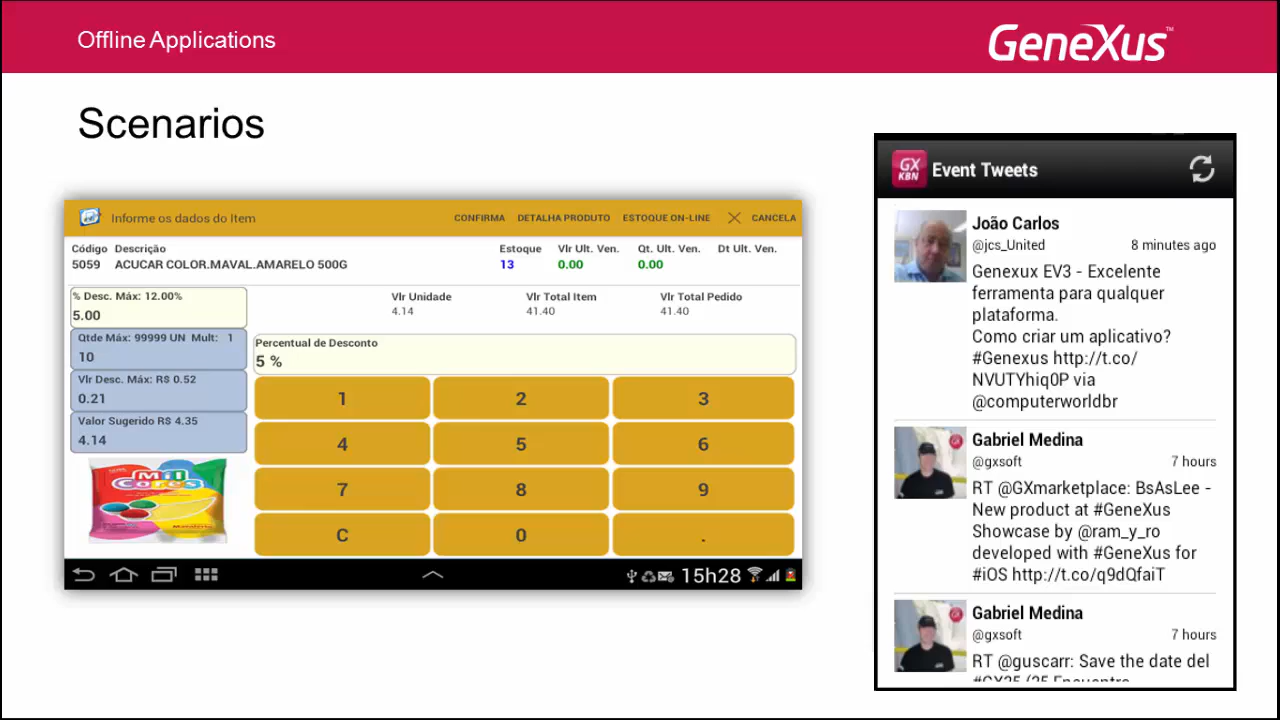 Offline Applications
GeneXus™
Scenarios
Informe os dados do Item
CONFIRMA DETALHA PRODUTO ESTOQUE ON-LINE CANCELA
Código Descrição Estoque Vlr Ult. Ven. Qt. Ult. Ven. Dt Ult. Ven.
5059 ACUCAR COLOR.MAVAL.AMARELO 500G 13 0.00 0.00
% Desc. Máx: 12.00%
5.00
Qtde Máx: 99999 UN Mult: 1
10
Vlr Desc. Máx: R$ 0.52
0.21
Valor Sugerido R$ 4.35
4.14
Mil
Cores
Vlr Unidade Vlr Total Item Vlr Total Pedido
4.14 41.40 41.40
Percentual de Desconto
5 %
1 2 3
4 5 6
7 8 9
C 0 .
15h28
GX
KBN
Event Tweets
João Carlos
@jcs_United 8 minutes ago
Genexux EV3 - Excelente
ferramenta para qualquer
plataforma.
Como criar um aplicativo?
#Genexus http://t.co/
NVUTYhiq0P via
@computerworldbr
Gabriel Medina
@gxsoft 7 hours
RT @GXmarketplace: BsAsLee -
New product at #GeneXus
Showcase by @ram_y_ro
developed with #GeneXus for
#iOS http://t.co/q9dQfaiT
Gabriel Medina
@gxsoft 7 hours
RT @guscarr: Save the date del
#GX25 (25 Encuentro